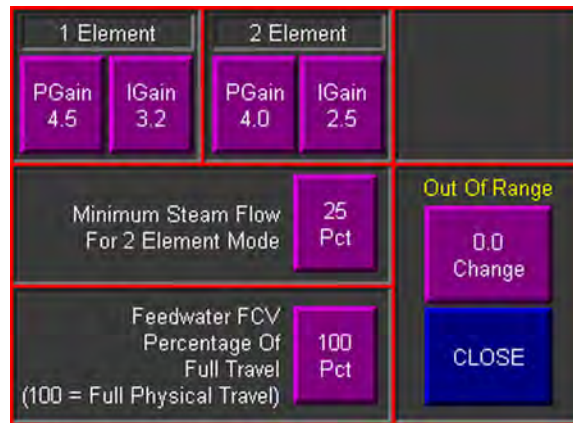 1 Element
2 Element
PGain
4.5
IGain
3.2
PGain
4.0
IGain
2.5
Minimum Steam Flow
For 2 Element Mode
25
Pct
Out Of Range
0.0
Change
Feedwater FCV
Percentage Of
Full Travel
(100 = Full Physical Travel)
100
Pct
CLOSE